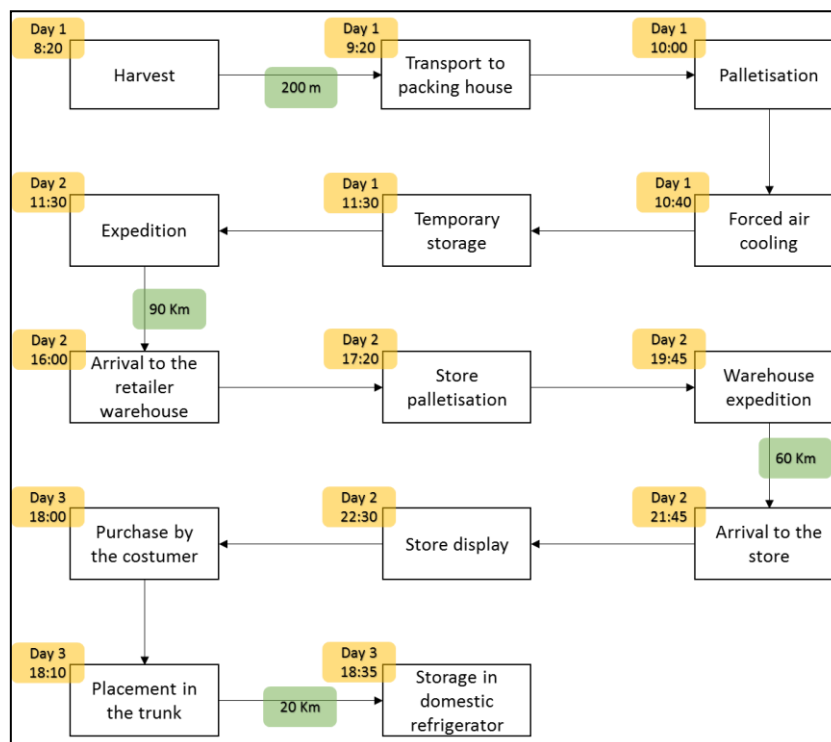 Day 1
8:20
Harvest
200 m
Day 1
9:20
Transport to
packing house
Day 1
10:00
Palletisation
Day 1
10:40
Forced air
cooling
Day 1
11:30
Temporary
storage
Day 2
11:30
Expedition
90 Km
Day 2
16:00
Arrival to the
retailer
warehouse
Day 2
17:20
Store
palletisation
Day 2
19:45
Warehouse
expedition
60 Km
Day 2
21:45
Arrival to the
store
Day 2
22:30
Store display
Day 3
18:00
Purchase by
the costumer
Day 3
18:10
Placement in
the trunk
20 Km
Day 3
18:35
Storage in
domestic
refrigerator